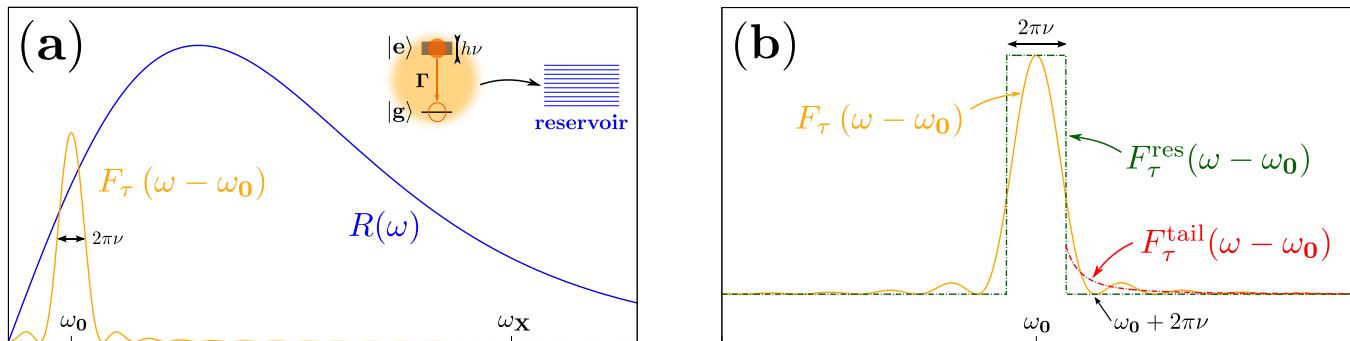 (a)
|e⟩
hν
Γ
|g⟩
reservoir
F_τ (ω − ω_0)
R(ω)
2πν
ω_0
ω_X
(b)
2πν
F_τ (ω − ω_0)
F_τ^res(ω − ω_0)
F_τ^tail(ω − ω_0)
ω_0
ω_0 + 2πν